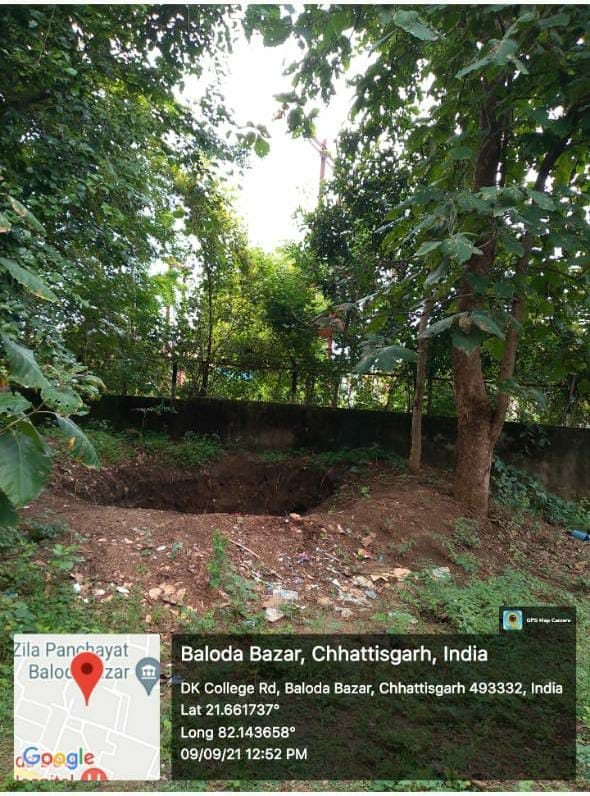 GPS Map Camera
Zila Panchayat
Baloda Bazar
Google
Baloda Bazar, Chhattisgarh, India
DK College Rd, Baloda Bazar, Chhattisgarh 493332, India
Lat 21.661737°
Long 82.143658°
09/09/21 12:52 PM